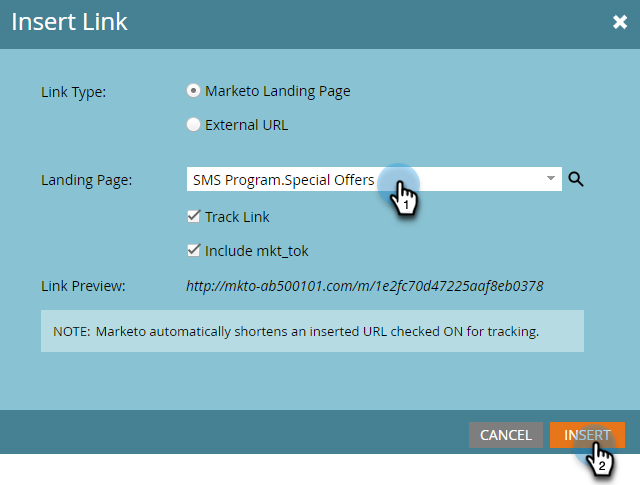 Insert Link
Link Type:
Marketo Landing Page
External URL
Landing Page:
SMS Program.Special Offers
1
Track Link
Include mkt_tok
Link Preview:
http://mkto-ab500101.com/m/1e2fc70d47225aaf8eb0378
NOTE: Marketo automatically shortens an inserted URL checked ON for tracking.
CANCEL
INSERT
2